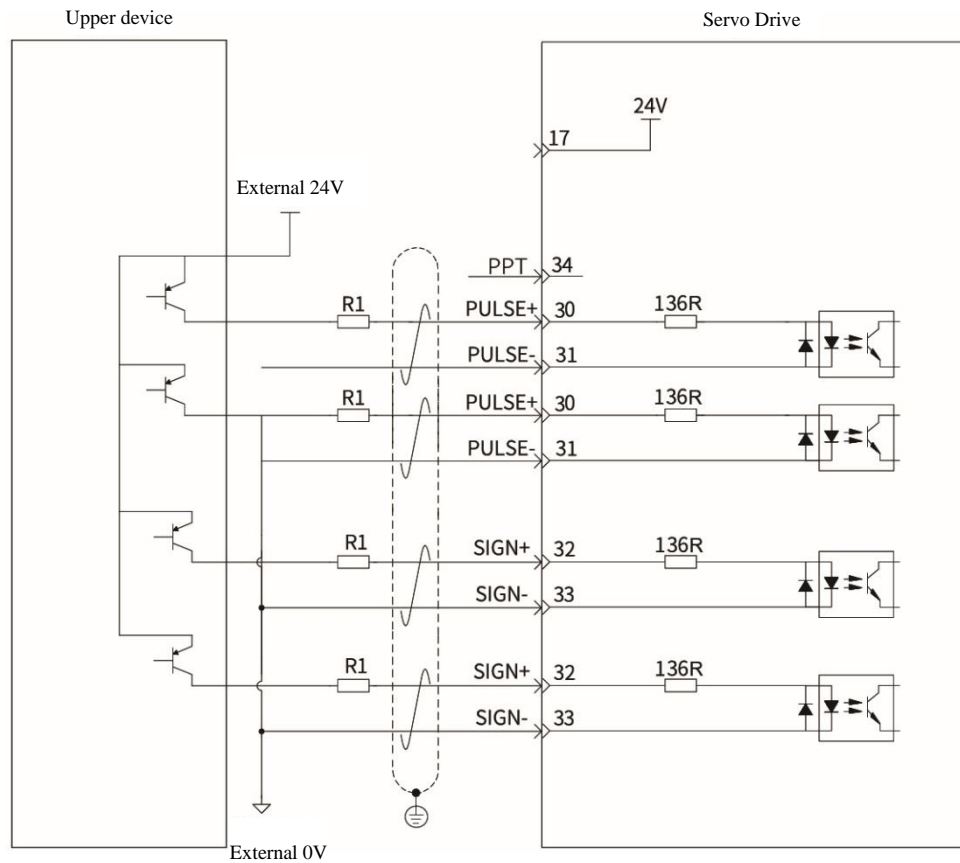 Upper device
Servo Drive
24V
17
External 24V
PPT 34
R1 PULSE+ 30 136R
PULSE- 31
R1 PULSE+ 30 136R
PULSE- 31
R1 SIGN+ 32 136R
SIGN- 33
R1 SIGN+ 32 136R
SIGN- 33
External 0V